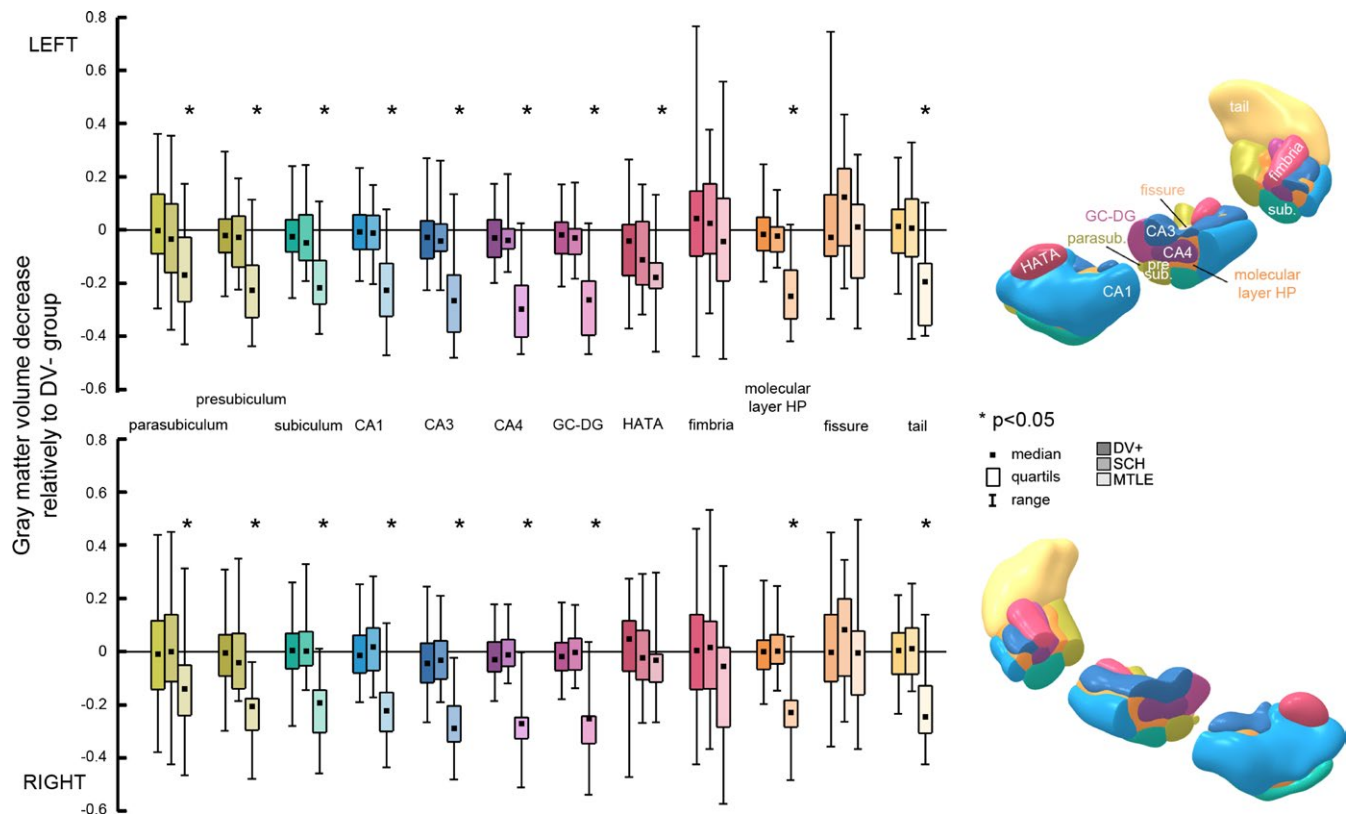 LEFT
0.8
0.6
0.4
0.2
0
-0.2
-0.4
-0.6
* * * * * * * * * *
Gray matter volume decrease
relatively to DV- group
parasubiculum
presubiculum
subiculum
CA1
CA3
CA4
GC-DG
HATA
fimbria
molecular
layer HP
fissure
tail
0.8
0.6
0.4
0.2
0
-0.2
-0.4
-0.6
* * * * * * * * *
RIGHT
tail
fimbria
sub.
fissure
GC-DG
CA3
parasub.
CA4
pre
sub.
HATA
CA1
molecular
layer HP
* p<0.05
median
quartils
range
DV+
SCH
MTLE